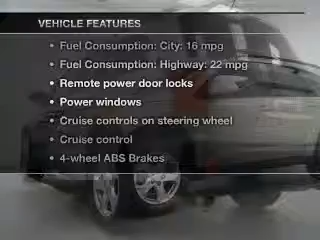 VEHICLE FEATURES
• Fuel Consumption: City: 16 mpg
• Fuel Consumption: Highway: 22 mpg
• Remote power door locks
• Power windows
• Cruise controls on steering wheel
• Cruise control
• 4-wheel ABS Brakes